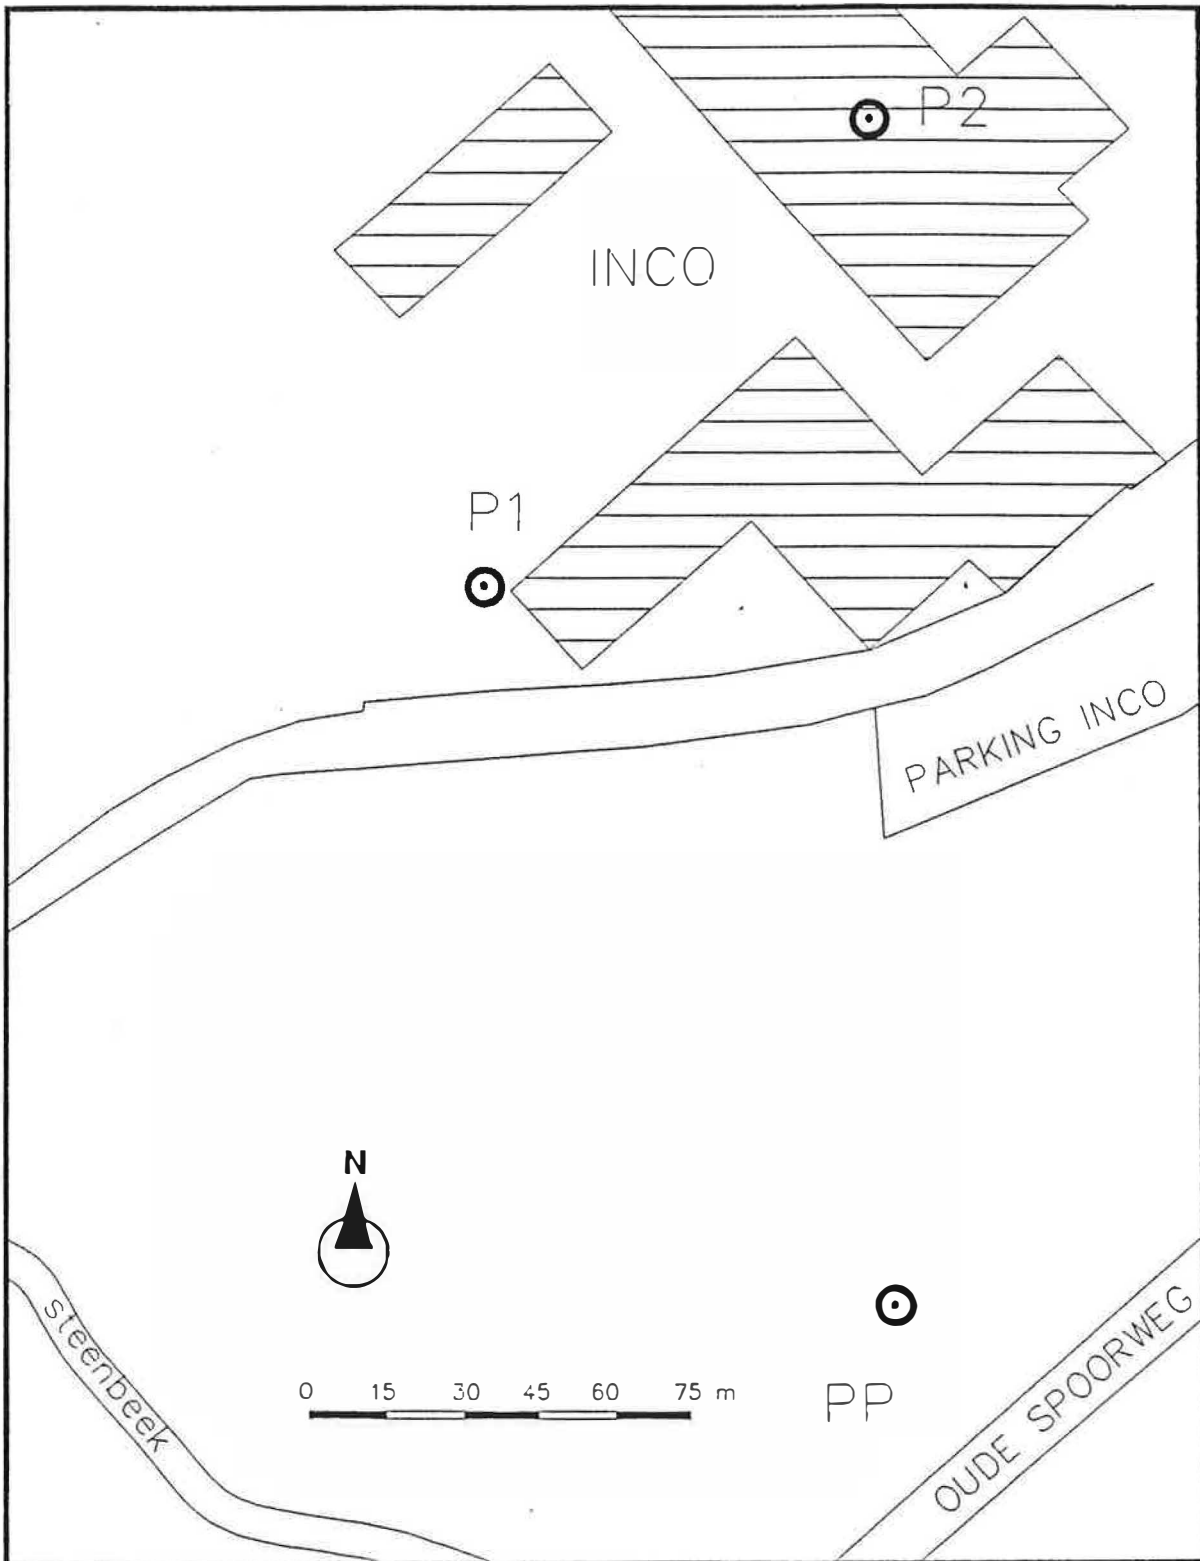 P2
INCO
P1
PARKING INCO
N
steenbeek
0 15 30 45 60 75 m
PP
OUDE SPOORWEG